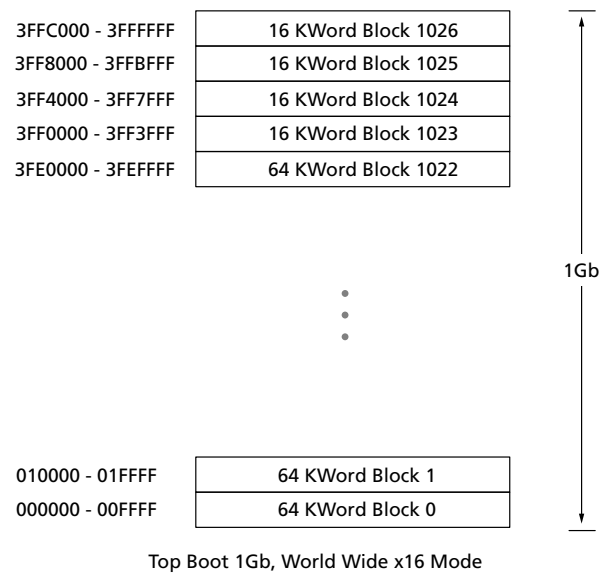 3FFC000 - 3FFFFFF 16 KWord Block 1026
3FF8000 - 3FFBFFF 16 KWord Block 1025
3FF4000 - 3FF7FFF 16 KWord Block 1024
3FF0000 - 3FF3FFF 16 KWord Block 1023
3FE0000 - 3FEFFFF 64 KWord Block 1022
1Gb
010000 - 01FFFF 64 KWord Block 1
000000 - 00FFFF 64 KWord Block 0
Top Boot 1Gb, World Wide x16 Mode